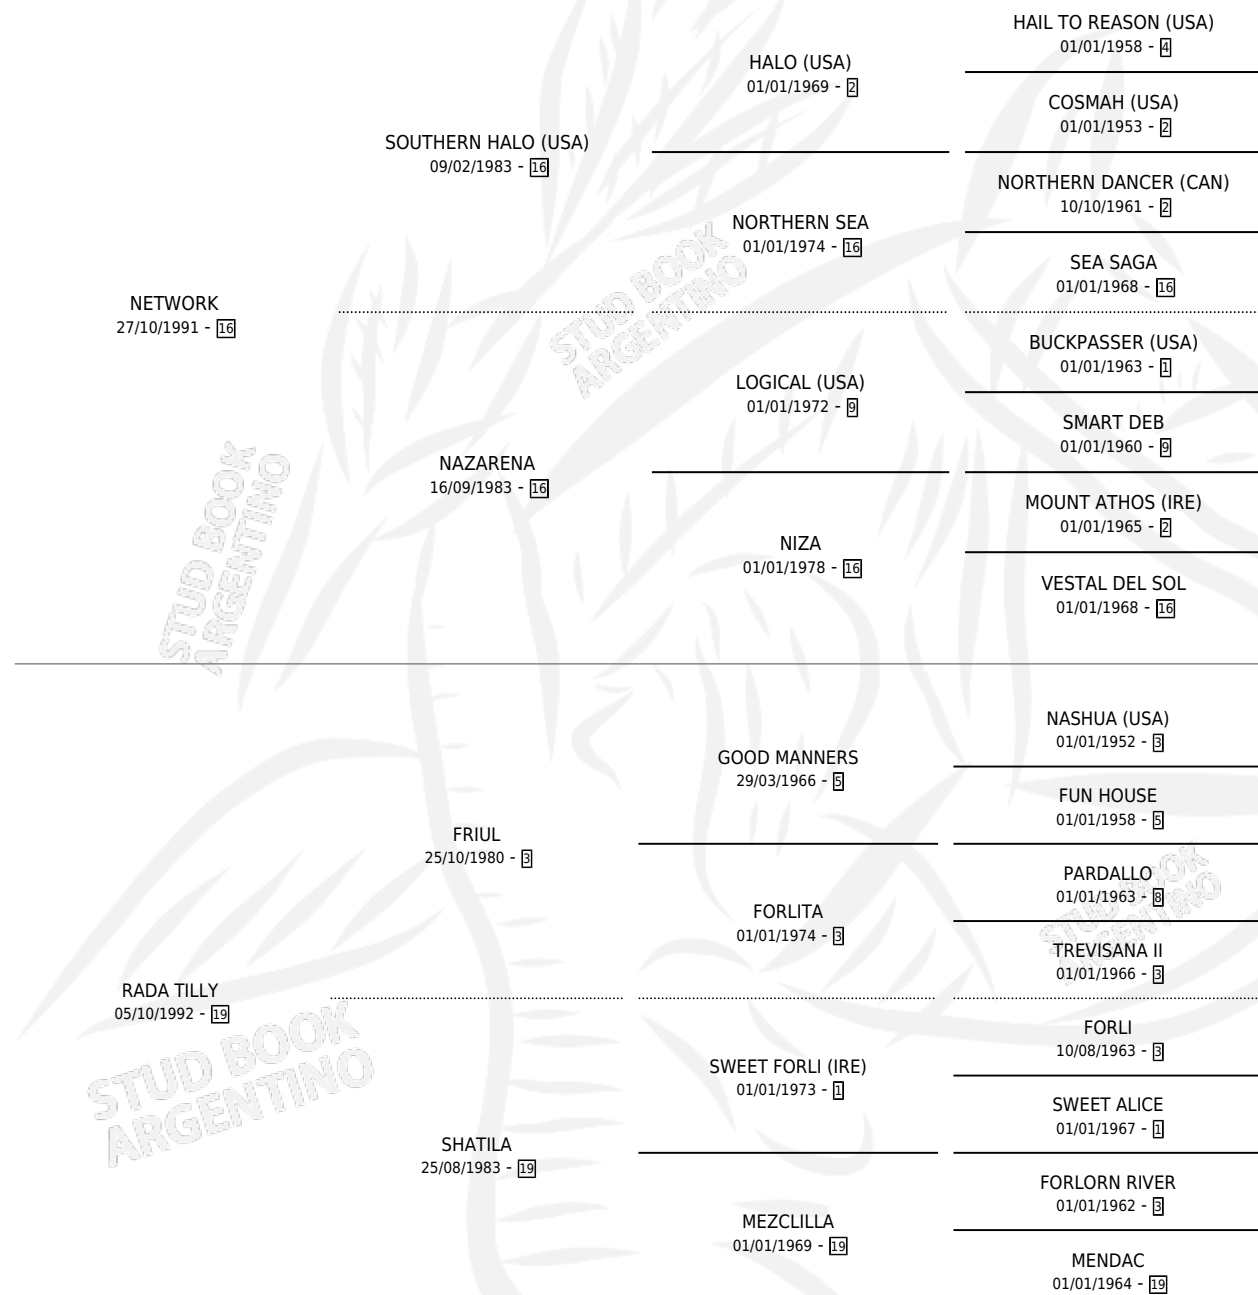 HAIL TO REASON (USA)
01/01/1958 - 4
HALO (USA)
01/01/1969 - 2
COSMAH (USA)
01/01/1953 - 2
SOUTHERN HALO (USA)
09/02/1983 - 16
NORTHERN DANCER (CAN)
10/10/1961 - 2
NORTHERN SEA
01/01/1974 - 16
SEA SAGA
01/01/1968 - 16
NETWORK
27/10/1991 - 16
STUD BOOK
ARGENTINO
BUCKPASSER (USA)
01/01/1963 - 1
LOGICAL (USA)
01/01/1972 - 9
SMART DEB
01/01/1960 - 9
NAZARENA
16/09/1983 - 16
MOUNT ATHOS (IRE)
01/01/1965 - 2
NIZA
01/01/1978 - 16
VESTAL DEL SOL
01/01/1968 - 16
STUD BOOK
ARGENTINO
NASHUA (USA)
01/01/1952 - 3
GOOD MANNERS
29/03/1966 - 5
FUN HOUSE
01/01/1958 - 5
FRIUL
25/10/1980 - 3
PARDALLO
01/01/1963 - 8
FORLITA
01/01/1974 - 3
STUD BOOK
ARGENTINO
TREVISANA II
01/01/1966 - 3
RADA TILLY
05/10/1992 - 19
FORLI
10/08/1963 - 3
SWEET FORLI (IRE)
01/01/1973 - 1
SWEET ALICE
01/01/1967 - 1
STUD BOOK
ARGENTINO
SHATILA
25/08/1983 - 19
FORLORN RIVER
01/01/1962 - 3
MEZCLILLA
01/01/1969 - 19
MENDAC
01/01/1964 - 19